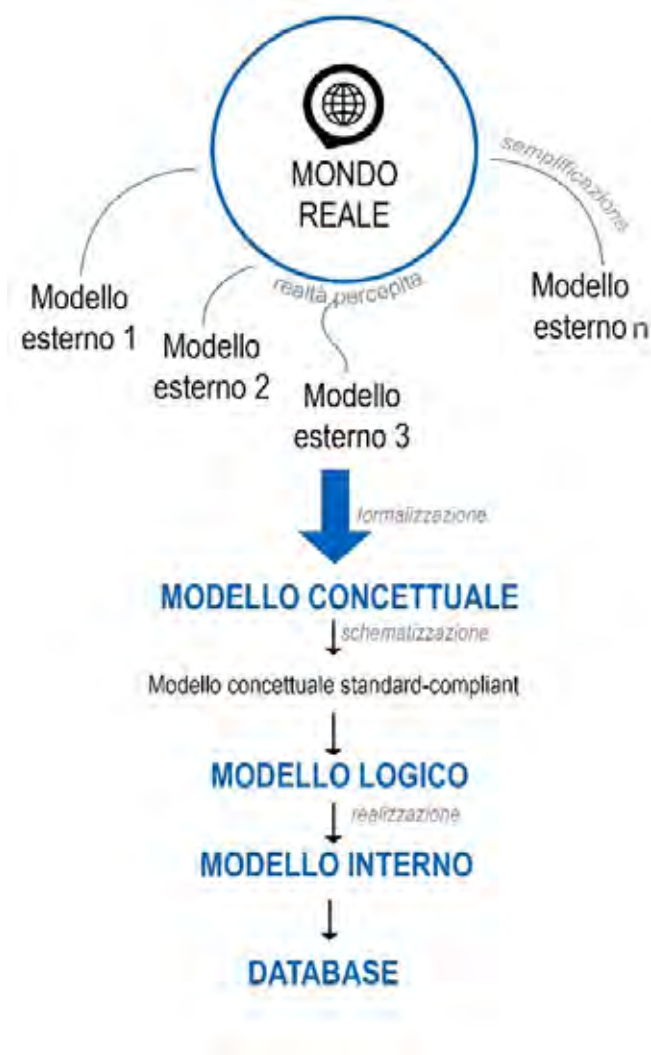 MONDO
REALE
semplificazione
realtà percepita
Modello
esterno 1
Modello
esterno 2
Modello
esterno 3
Modello
esterno n
formalizzazione
MODELLO CONCETTUALE
schematizzazione
Modello concettuale standard-compliant
MODELLO LOGICO
realizzazione
MODELLO INTERNO
DATABASE